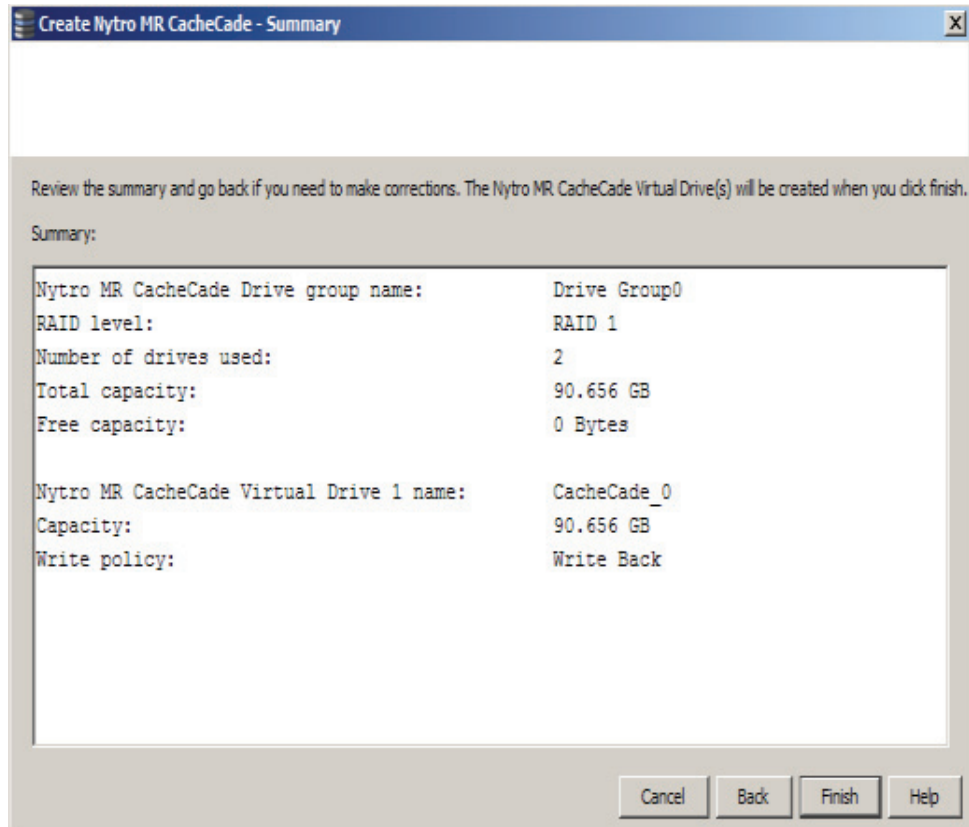 Create Nytro MR CacheCade - Summary
Review the summary and go back if you need to make corrections. The Nytro MR CacheCade Virtual Drive(s) will be created when you click finish.
Summary:
Nytro MR CacheCade Drive group name: Drive Group0
RAID level: RAID 1
Number of drives used: 2
Total capacity: 90.656 GB
Free capacity: 0 Bytes
Nytro MR CacheCade Virtual Drive 1 name: CacheCade_0
Capacity: 90.656 GB
Write policy: Write Back
Cancel Back Finish Help